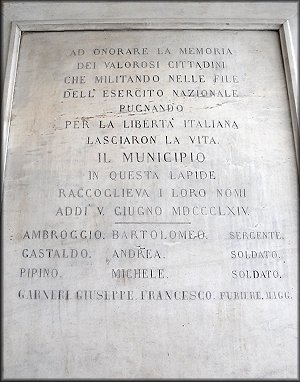 AD ONORARE LA MEMORIA
DEI VALOROSI CITTADINI
CHE MILITANDO NELLE FILE
DELL'ESERCITO NAZIONALE
PUGNANDO
PER LA LIBERTA' ITALIANA
LASCIARON LA VITA.
IL MUNICIPIO
IN QUESTA LAPIDE
RACCOGLIEVA I LORO NOMI
ADDI' V. GIUGNO MDCCCLXIV.
AMBROGGIO. BARTOLOMEO. SERGENTE.
GASTALDO. ANDREA. SOLDATO.
PIPINO. MICHELE. SOLDATO.
GARNERI GIUSEPPE. FRANCESCO. FURIERE. MAGG.